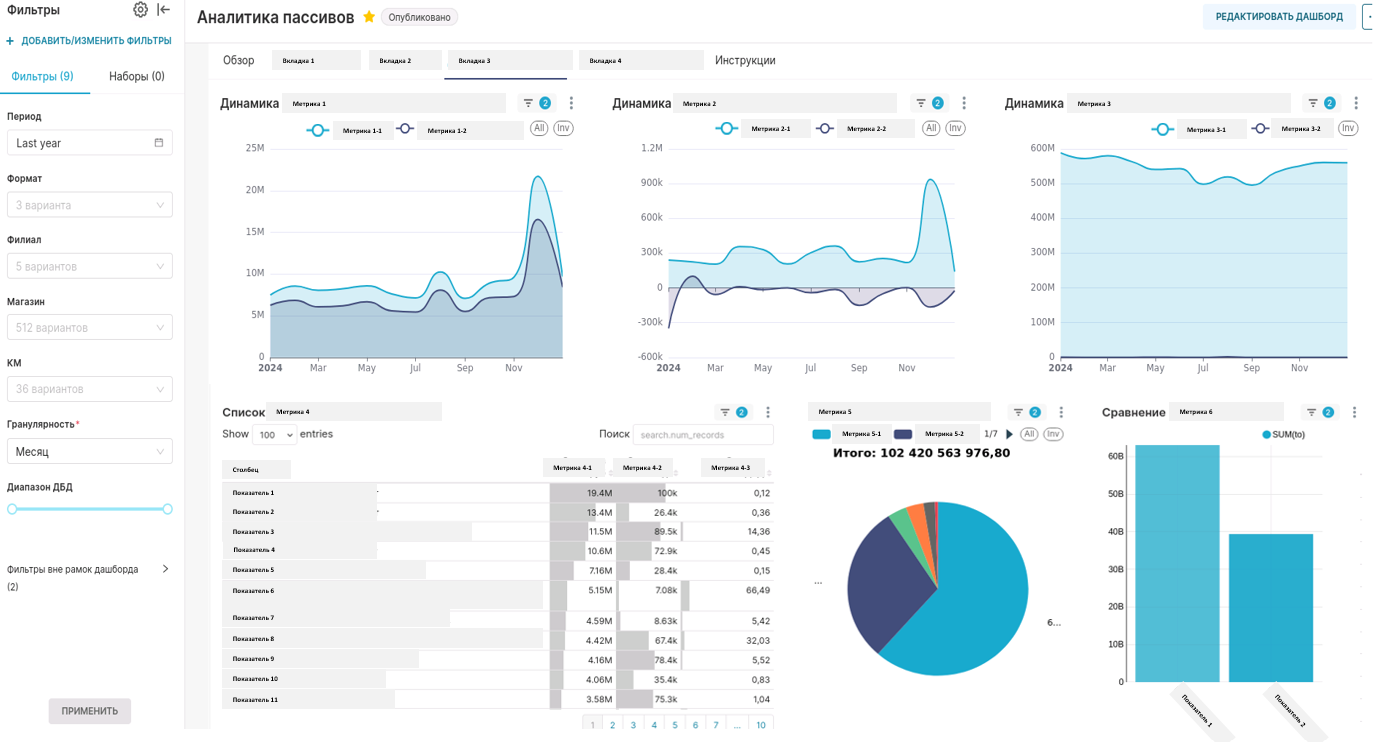 Фильтры
+ ДОБАВИТЬ/ИЗМЕНИТЬ ФИЛЬТРЫ
Фильтры (9) Наборы (0)
Период
Last year
Формат
3 варианта
Филиал
5 вариантов
Магазин
512 вариантов
КМ
36 вариантов
Гранулярность*
Месяц
Диапазон ДБД
Фильтры вне рамок дашборда
(2)
ПРИМЕНИТЬ
Аналитика пассивов Опубликовано РЕДАКТИРОВАТЬ ДАШБОРД
Обзор Вкладка 1 Вкладка 2 Вкладка 3 Вкладка 4 Инструкции
Динамика Метрика 1 2
Метрика 1-1 Метрика 1-2 All Inv
25M
20M
15M
10M
5M
0
2024 Mar May Jul Sep Nov
Динамика Метрика 2 2
Метрика 2-1 Метрика 2-2 All Inv
1.2M
900k
600k
300k
0
-300k
-600k
2024 Mar May Jul Sep Nov
Динамика Метрика 3 2
Метрика 3-1 Метрика 3-2 Inv
600M
500M
400M
300M
200M
100M
0
2024 Mar May Jul Sep Nov
Список Метрика 4 2
Show 100 entries Поиск search.num_records
Столбец Метрика 4-1 Метрика 4-2 Метрика 4-3
Показатель 1 19.4M 100k 0,12
Показатель 2 13.4M 26.4k 0,36
Показатель 3 11.5M 89.5k 14,36
Показатель 4 10.6M 72.9k 0,45
Показатель 5 7.16M 28.4k 0,15
Показатель 6 5.15M 7.08k 66,49
Показатель 7 4.59M 8.63k 5,42
Показатель 8 4.42M 67.4k 32,03
Показатель 9 4.16M 78.4k 5,52
Показатель 10 4.06M 35.4k 0,83
Показатель 11 3.58M 75.3k 1,04
1 2 3 4 5 6 7 ... 10
Метрика 5 2
Метрика 5-1 Метрика 5-2 1/7 All Inv
Итого: 102 420 563 976,80
...
6...
Сравнение Метрика 6 2
SUM(to)
60B
50B
40B
30B
20B
10B
0
Показатель 1 Показатель 2